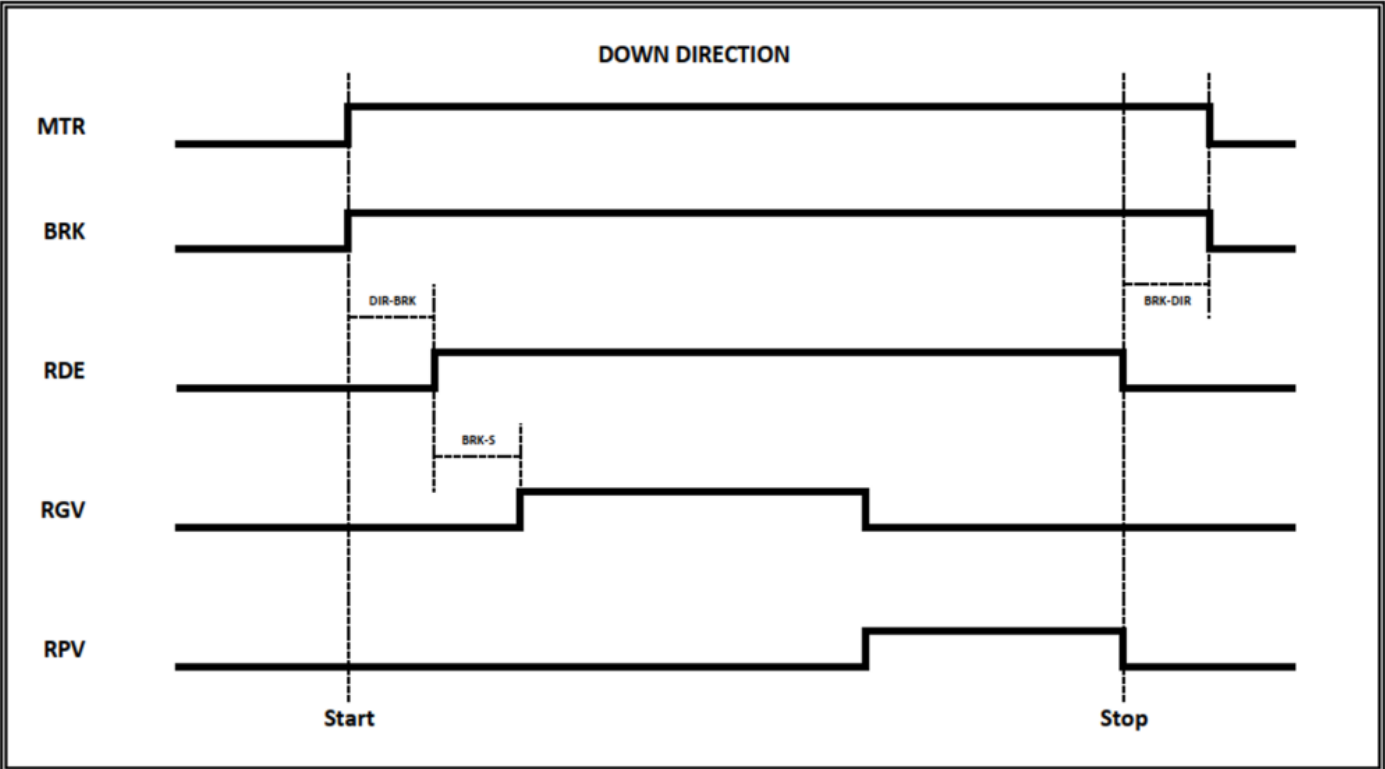 DOWN DIRECTION
MTR
BRK
DIR-BRK
BRK-DIR
RDE
BRK-S
RGV
RPV
Start
Stop